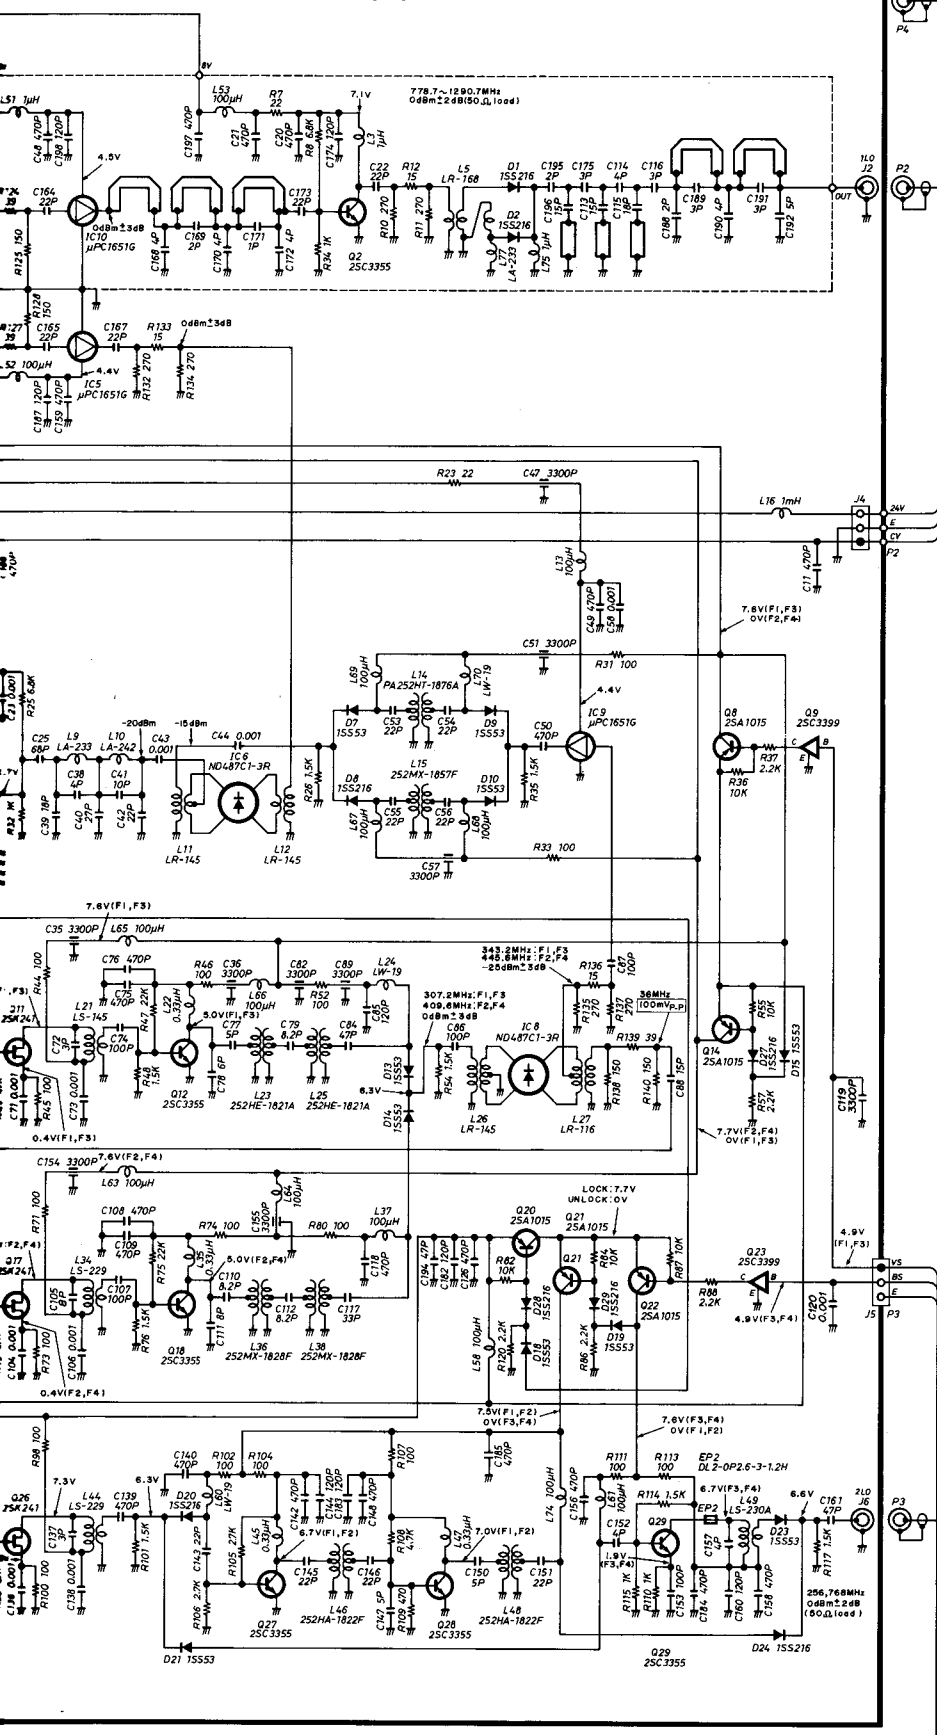 P4
8V
L51 1μH
C48 470P
C198 120P
4.5V
C197 470P
L53
100μH
C21
470P
R7
22
C20
470P
R8 6.8K
C174 120P
7.1V
L3
1μH
778.7~1290.7MHz
0dBm±2dB(50Ω load)
C164
22P
0dBm±3dB
IC10
μPC1651G
C168 4P
C169
2P
C170 4P
C171
1P
C172 4P
C173
22P
R34 1K
Q2
2SC3355
C22
22P
R10 270
R12
15
R11 270
L5
LR-168
D1
1SS216
D2
1SS216
L77
LA-233
L75 1μH
C195
2P
C196
15P
C175
3P
C113
15P
C114
4P
C115
18P
C116
3P
C188 2P
C189
3P
C190 4P
C191
3P
C192 5P
OUT
1LO
J2
P2
R125 150
R128
150
C165
22P
C167
22P
R133
15
0dBm±3dB
R132 270
R134 270
L52 100μH
4.4V
IC5
μPC1651G
C187 120P
C159 470P
R23 22
C47 3300P
L16 1mH
J4
24V
E
CV
P2
C11 470P
470P
L13
100μH
C49 470P
C58 0.001
7.6V(F1,F3)
0V(F2,F4)
C51 3300P
R31 100
L69
100μH
L14
PA252HT-1876A
L70
LW-19
4.4V
IC9
μPC1651G
Q8
2SA1015
Q9
2SC3399
C23 0.001
R25 6.8K
C25
68P
L9
LA-233
L10
LA-242
-20dBm
-15dBm
C43
0.001
C44 0.001
IC6
ND487C1-3R
D7
1SS53
C53
22P
C54
22P
D9
1SS53
C50
470P
R26 1.5K
D8
1SS216
L15
252MX-1857F
D10
1SS53
R35 1.5K
C B
E
R37
2.2K
R36
10K
R32 1K
C39 18P
C38
4P
C40
27P
C41
10P
C42
22P
L11
LR-145
L12
LR-145
L67
100μH
C55
22P
C56
22P
L68
100μH
C57
3300P
R33 100
7.6V(F1,F3)
C35 3300P
L65 100μH
R44 100
C76 470P
C75
470P
R47 22K
L22
0.33μH
R46
100
C36
3300P
L66
100μH
C82
3300P
R52
100
C89
3300P
L24
LW-19
C85
120P
343.2MHz:F1,F3
445.6MHz:F2,F4
-25dBm±3dB
C87
100P
R136
15
R135
270
R137
270
36MHz
100mVp-p
Q11
2SK241
L21
LS-145
C72
3P
C74
100P
5.0V(F1,F3)
C77
5P
C79
8.2P
C84
47P
307.2MHz:F1,F3
409.6MHz:F2,F4
0dBm±3dB
C86
100P
IC8
ND487C1-3R
R139 39
Q14
2SA1015
R55
10K
D27
1SS216
D15 1SS53
R57
2.2K
C71 0.001
R45 100
C73 0.001
R48
1.5K
Q12
2SC3355
C78 6P
L23
252HE-1821A
L25
252HE-1821A
D13
1SS53
R54 1.5K
6.3V
D14
1SS53
L26
LR-145
L27
LR-116
R138 150
R140 150
C88 15P
C119
3300P
0.4V(F1,F3)
7.7V(F2,F4)
0V(F1,F3)
C154 3300P
7.6V(F2,F4)
L63 100μH
R71 100
C108 470P
C109
470P
R75 22K
L35
0.33μH
R74 100
C155
3300P
L64
100μH
R80 100
L37
100μH
C118
470P
C194 47P
C182 120P
C126 470P
Q20
2SA1015
LOCK:7.7V
UNLOCK:0V
Q21
2SA1015
Q17
2SK241
L34
LS-229
C105
8P
C107
100P
5.0V(F2,F4)
C110
8.2P
C112
8.2P
C117
33P
R82
10K
D26
1SS216
Q21
R84
10K
Q22
2SA1015
R87
10K
R88
2.2K
Q23
2SC3399
C B
E
4.9V
(F1,F3)
4.9V(F3,F4)
C120
0.001
VS
BS
E
J5 P3
C104 0.001
R73 100
C106 0.001
R76 1.5K
Q18
2SC3355
C111 8P
L36
252MX-1828F
L38
252MX-1828F
L58 100μH
R120 2.2K
D18
1SS53
R86 2.2K
1SS216
D19
1SS53
0.4V(F2,F4)
7.5V(F1,F2)
0V(F3,F4)
7.6V(F3,F4)
0V(F1,F2)
R98 100
C140
470P
R102
100
R104
100
R107
100
C185
470P
R111
100
R113
100
EP2
DL2-OP2.6-3-1.2H
Q26
2SK241
7.3V
L44
LS-229
C139
470P
6.3V
D20
1SS216
L60
LW-19
C142 470P
C144 120P
C183 120P
C148 470P
L74 100μH
C156 470P
L61
100μH
R114 1.5K
6.7V(F3,F4)
L49
LS-230A
6.6V
C161
47P
2LO
J6
P3
C137
3P
R101 1.5K
C143 22P
R105 27K
L45
0.33μH
6.7V(F1,F2)
C145
22P
C146
22P
R108
4.7K
L47
0.33μH
7.0V(F1,F2)
C150
5P
C151
22P
C152
4P
Q29
EP2
C157
4P
D23
1SS53
R117 1.5K
1.9V
(F3,F4)
R100 100
C138 0.001
R106 2.7K
Q27
2SC3355
L46
252HA-1822F
C147 5P
R109 470
Q28
2SC3355
L48
252HA-1822F
R115 1K
R110 1K
C153 100P
C184 470P
C160 120P
C158 470P
256,768MHz
0dBm±2dB
(50Ω load)
D21 1SS53
D24 1SS216
Q29
2SC3355